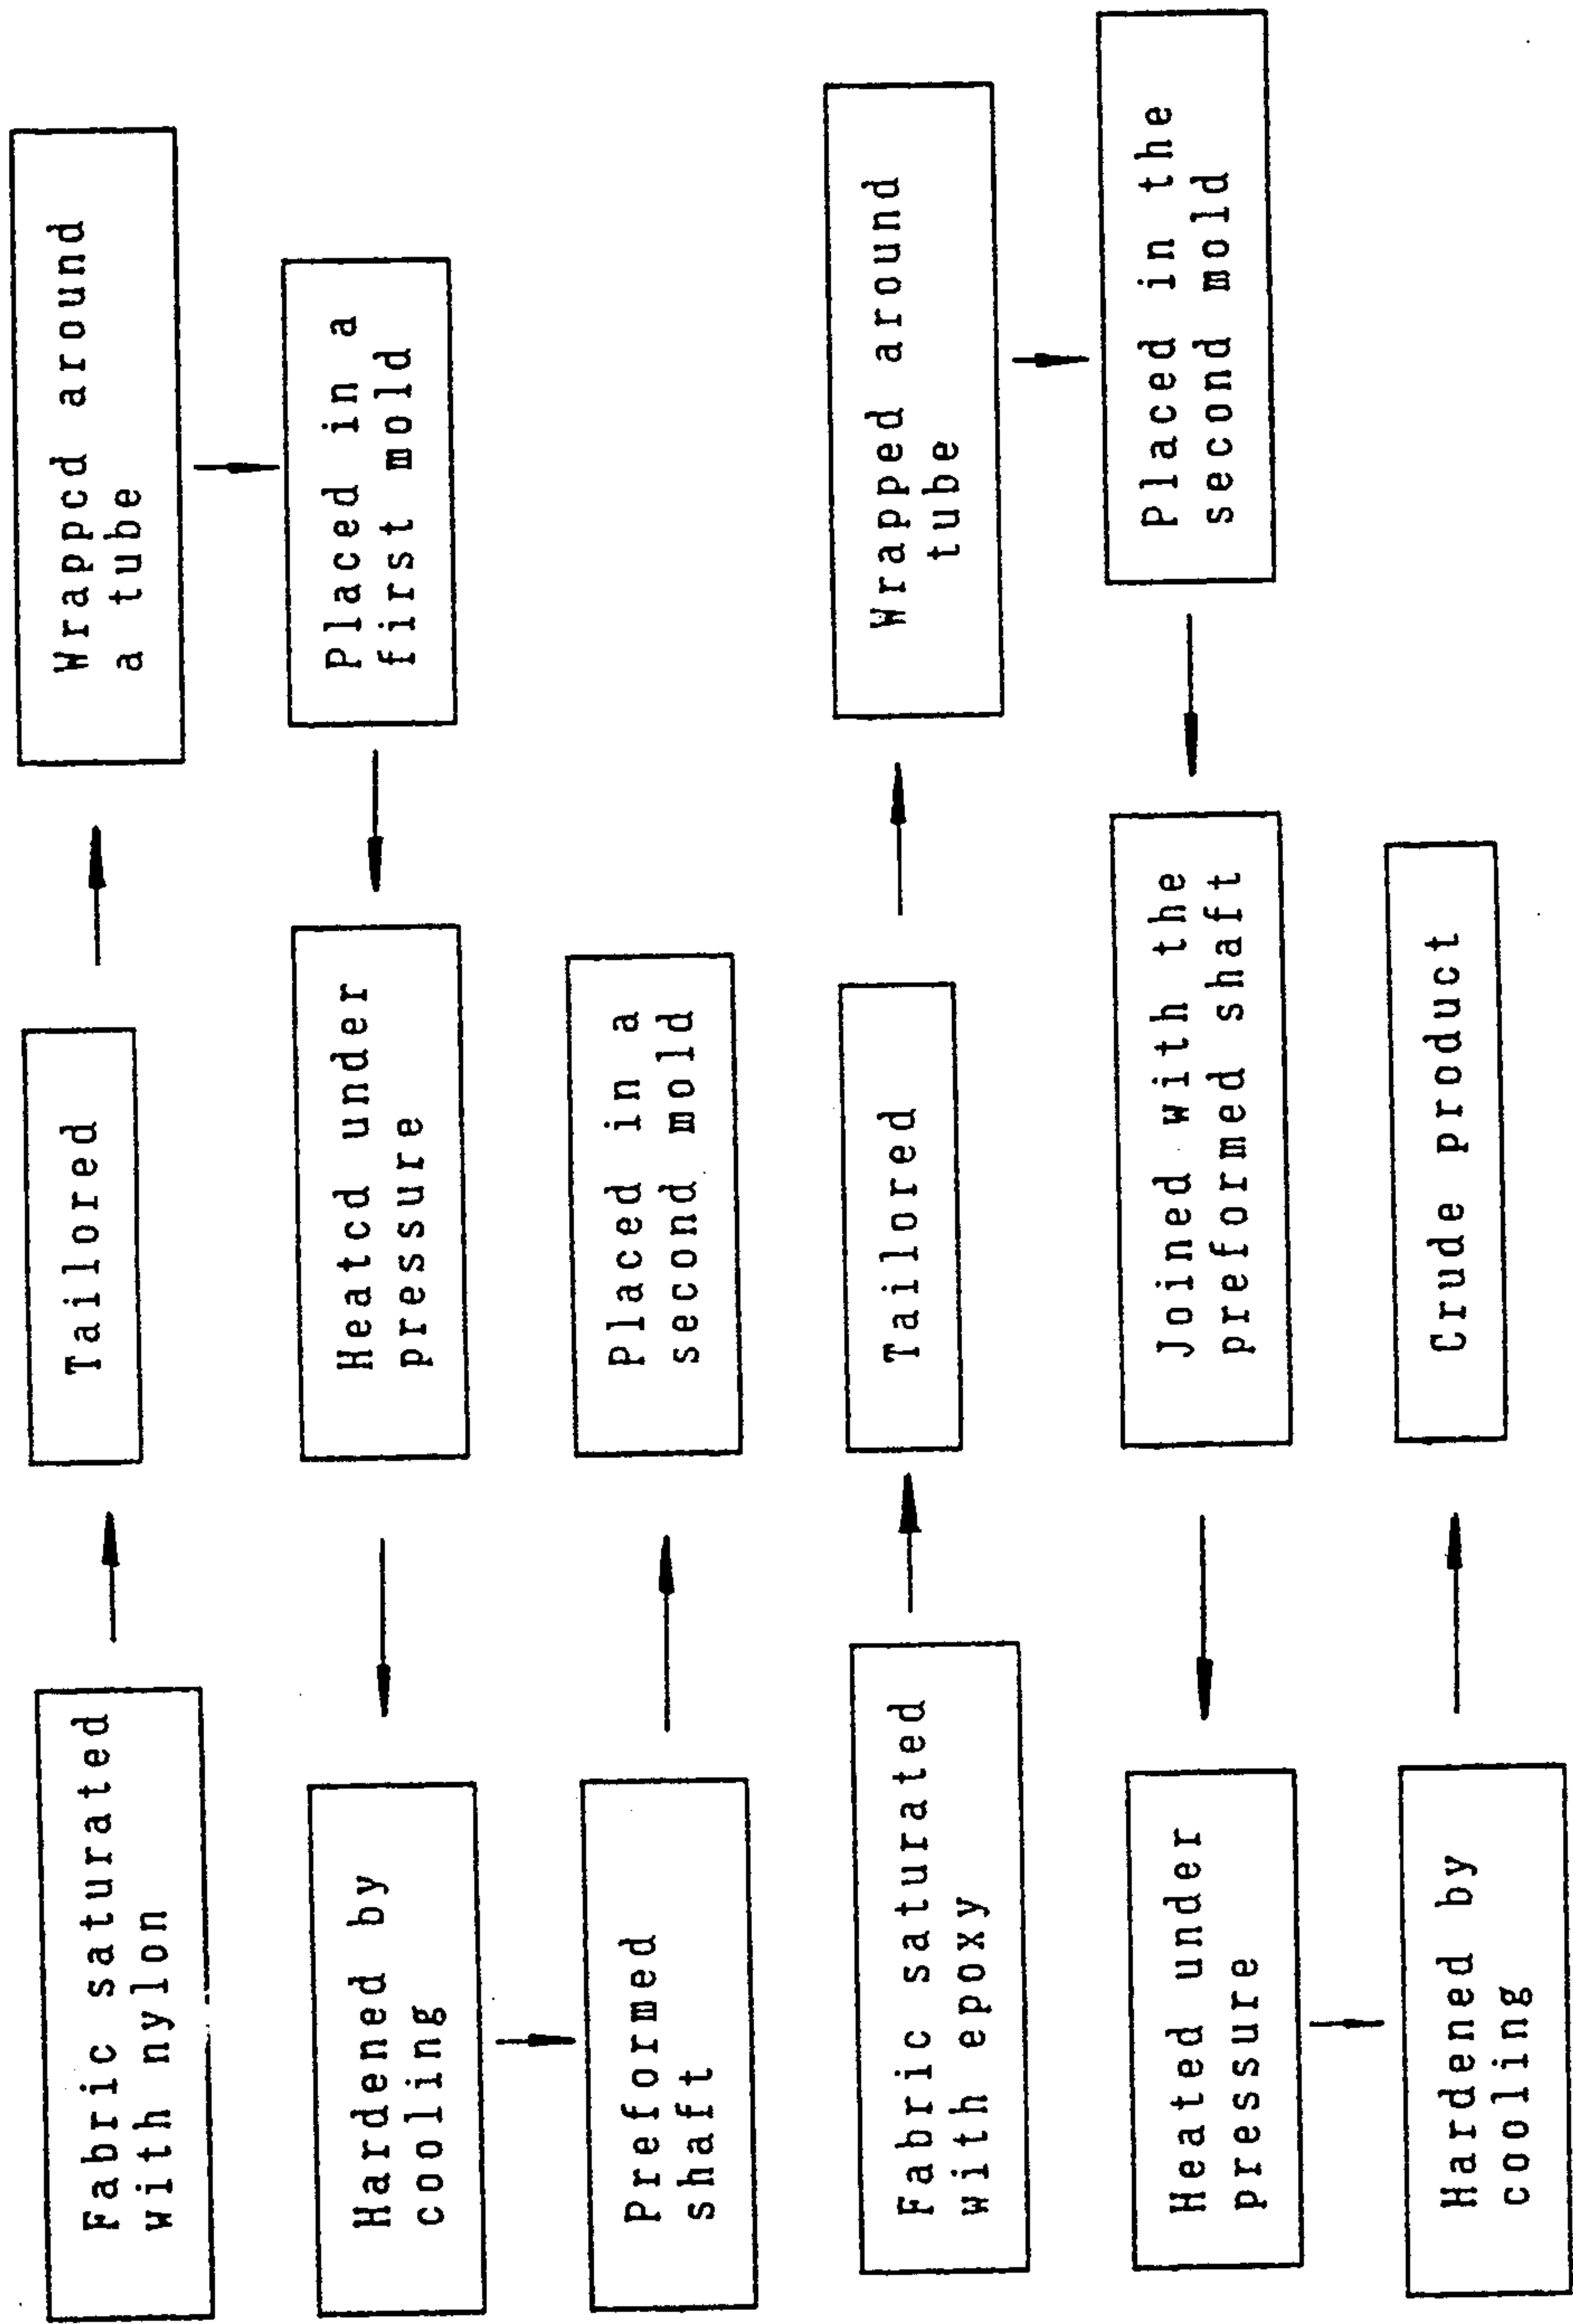 Fabric saturated
with nylon
Tailored
Wrappcd around
a tube
Hardened by
cooling
Heatcd under
pressure
Placed in a
first mold
Preformed
shaft
Placed in a
second mold
Fabric saturated
with epoxy
Tailored
Wrapped around
tube
Heated under
pressure
Joined with the
preformed shaft
Placed in the
second mold
Hardened by
cooling
Crude product